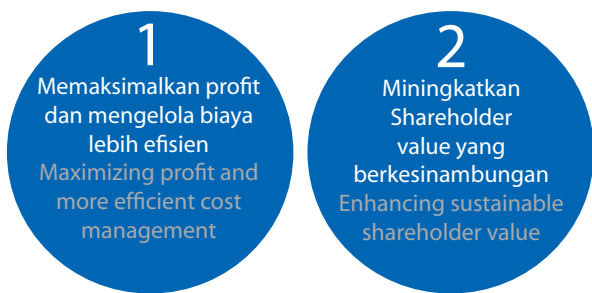 1
Memaksimalkan profit
dan mengelola biaya
lebih efisien
Maximizing profit and
more efficient cost
management
2
Miningkatkan
Shareholder
value yang
berkesinambungan
Enhancing sustainable
shareholder value